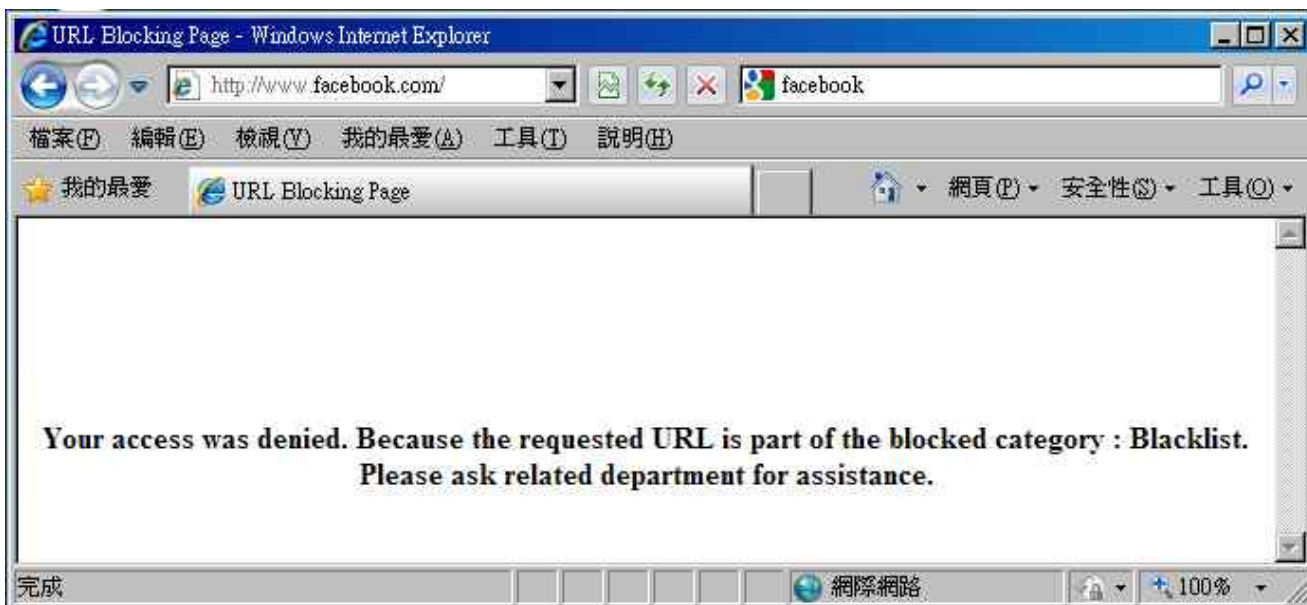 URL Blocking Page - Windows Internet Explorer
http://www.facebook.com/
facebook
檔案(F) 編輯(E) 檢視(V) 我的最愛(A) 工具(T) 說明(H)
我的最愛
URL Blocking Page
網頁(P)
安全性(S)
工具(O)
Your access was denied. Because the requested URL is part of the blocked category : Blacklist.
Please ask related department for assistance.
完成
網際網路
100%